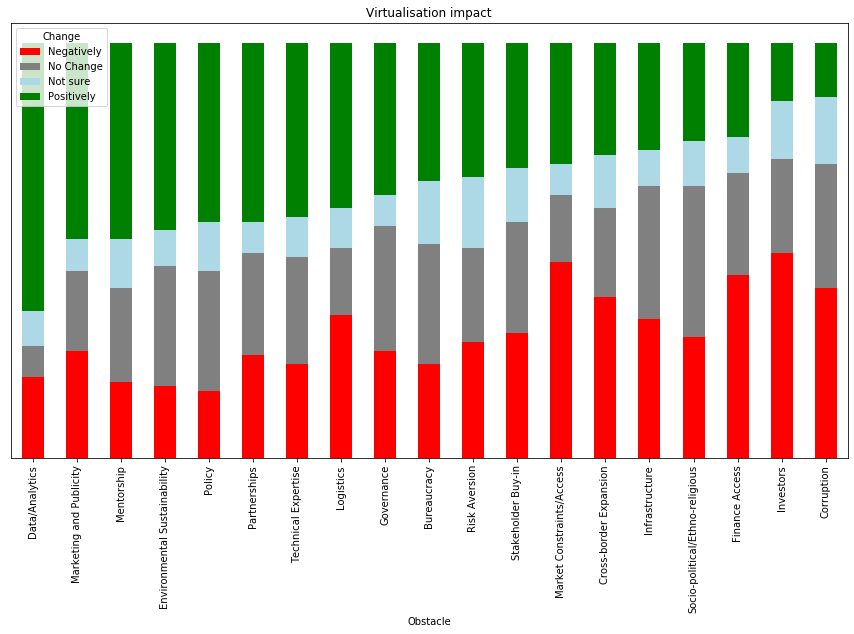 Virtualisation impact
Change
Negatively
No Change
Not sure
Positively
Data/Analytics
Marketing and Publicity
Mentorship
Environmental Sustainability
Policy
Partnerships
Technical Expertise
Logistics
Governance
Bureaucracy
Risk Aversion
Stakeholder Buy-in
Market Constraints/Access
Cross-border Expansion
Infrastructure
Socio-political/Ethno-religious
Finance Access
Investors
Corruption
Obstacle